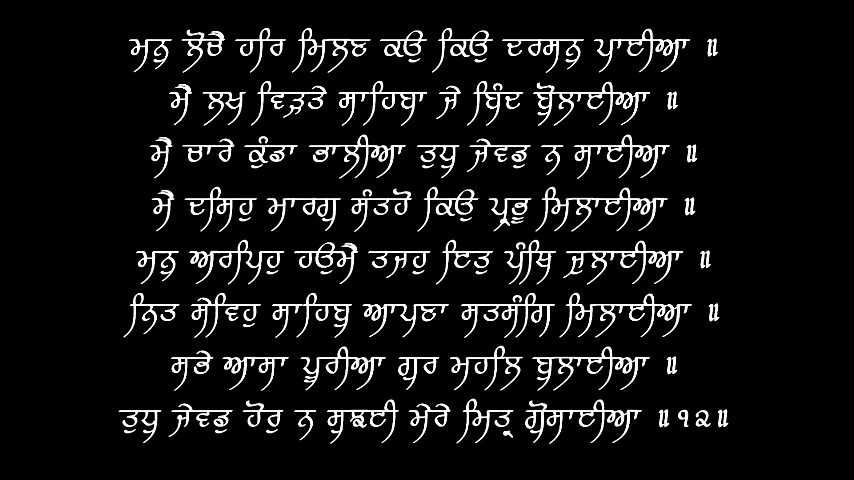 ਮਨੁ ਲੋਚੈ ਹਰਿ ਮਿਲਣ ਕਉ ਕਿਉ ਦਰਸਨੁ ਪਾਈਆ ॥
ਮੈ ਲਖ ਵਿੜਤੇ ਸਾਹਿਬਾ ਜੇ ਬਿੰਦ ਬੁੋਲਾਈਆ ॥
ਮੈ ਚਾਰੇ ਕੁੰਡਾ ਭਾਲੀਆ ਤੁਧੁ ਜੇਵਡੁ ਨ ਸਾਈਆ ॥
ਮੈ ਦਸਿਹੁ ਮਾਰਗੁ ਸੰਤਹੋ ਕਿਉ ਪ੍ਰਭੂ ਮਿਲਾਈਆ ॥
ਮਨੁ ਅਰਪਿਹੁ ਹਉਮੈ ਤਜਹੁ ਇਤੁ ਪੰਥਿ ਜੁਲਾਈਆ ॥
ਨਿਤ ਸੇਵਿਹੁ ਸਾਹਿਬੁ ਆਪਣਾ ਸਤਸੰਗਿ ਮਿਲਾਈਆ ॥
ਸਭੇ ਆਸਾ ਪੂਰੀਆ ਗੁਰ ਮਹਲਿ ਬੁਲਾਈਆ ॥
ਤੁਧੁ ਜੇਵਡੁ ਹੋਰੁ ਨ ਸੁਝਈ ਮੇਰੇ ਮਿਤ੍ਰ ਗੁੋਸਾਈਆ ॥੧੨॥